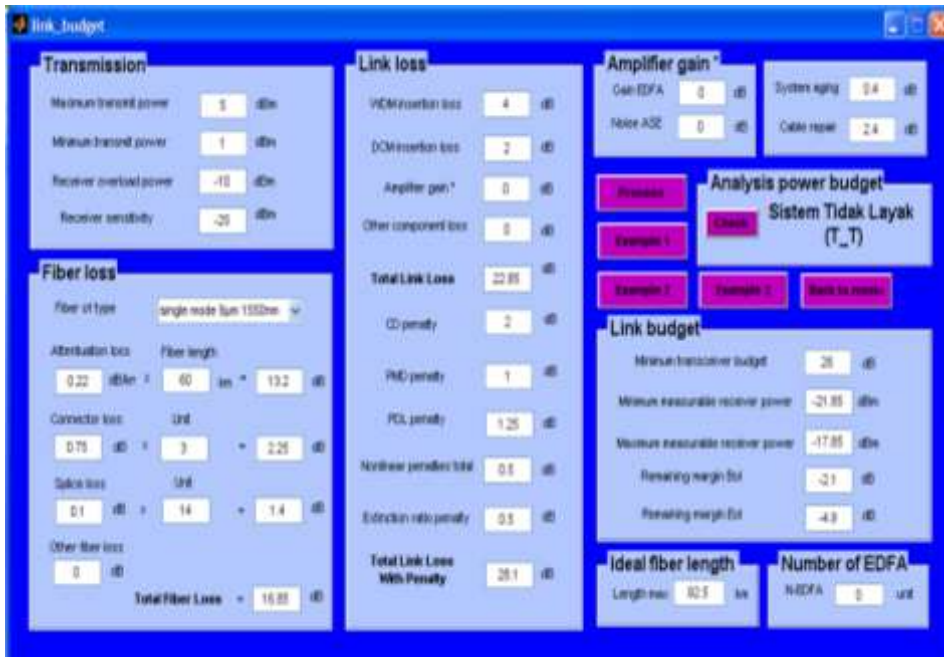 link_budget
Transmission
Maximum transmit power 5 dBm
Minimum transmit power 1 dBm
Receiver overload power -10 dBm
Receiver sensitivity dBm
Fiber loss
Fiber of type single mode 1550nm
Attentuation loss Fiber length
0.22 dB/km 60 km 13.2 dB
Connector loss Unit
0.75 dB x 3 = 2.25 dB
Splice loss Unit
0.1 dB x 14 = 1.4 dB
Other fiber loss
0 dB
Total Fiber Loss = 16.85 dB
Link loss
WDM insertion loss 4 dB
DCM insertion loss 2 dB
Amplifier gain * 0 dB
Other component loss 0 dB
Total Link Loss 22.85 dB
CD penalty 2 dB
PMD penalty 1 dB
PDL penalty 1.25 dB
Nonlinear penalties total 0.5 dB
Extinction ratio penalty 0.5 dB
Total Link Loss
With Penalty 28.1 dB
Amplifier gain *
Gain EDFA 0 dB
Noise ASE 0 dB
System aging 0.4 dB
Cable repair 2.4 dB
Process
Example 1
Example 2
Example 3
Back to menu
Analysis power budget
Check
Sistem Tidak Layak
(T_T)
Link budget
Minimum transceiver budget 26 dB
Minimum measurable receiver power -21.85 dBm
Maximum measurable receiver power -17.85 dBm
Remaining margin Bol -2.1 dB
Remaining margin Eol -4.9 dB
Ideal fiber length
Length max km
Number of EDFA
N-EDFA 0 unit